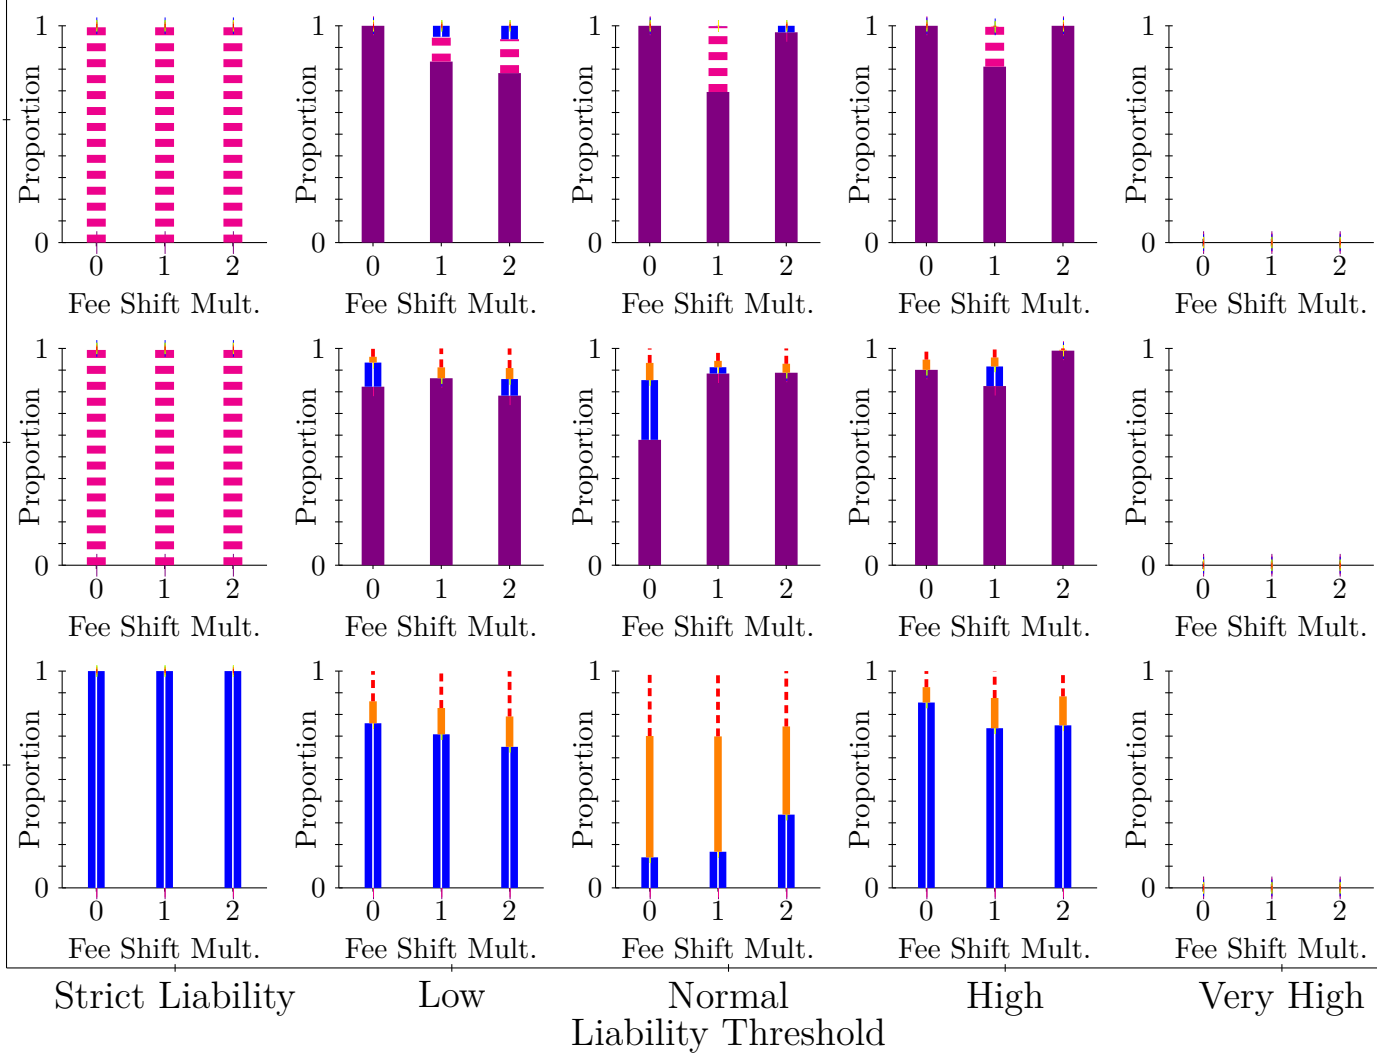 1 1 1 1 1
Proportion Proportion Proportion Proportion Proportion
0 0 0 0 0
0 1 2 0 1 2 0 1 2 0 1 2 0 1 2
Fee Shift Mult. Fee Shift Mult. Fee Shift Mult. Fee Shift Mult. Fee Shift Mult.
1 1 1 1 1
Proportion Proportion Proportion Proportion Proportion
0 0 0 0 0
0 1 2 0 1 2 0 1 2 0 1 2 0 1 2
Fee Shift Mult. Fee Shift Mult. Fee Shift Mult. Fee Shift Mult. Fee Shift Mult.
1 1 1 1 1
Proportion Proportion Proportion Proportion Proportion
0 0 0 0 0
0 1 2 0 1 2 0 1 2 0 1 2 0 1 2
Fee Shift Mult. Fee Shift Mult. Fee Shift Mult. Fee Shift Mult. Fee Shift Mult.
Strict Liability Low Normal High Very High
Liability Threshold